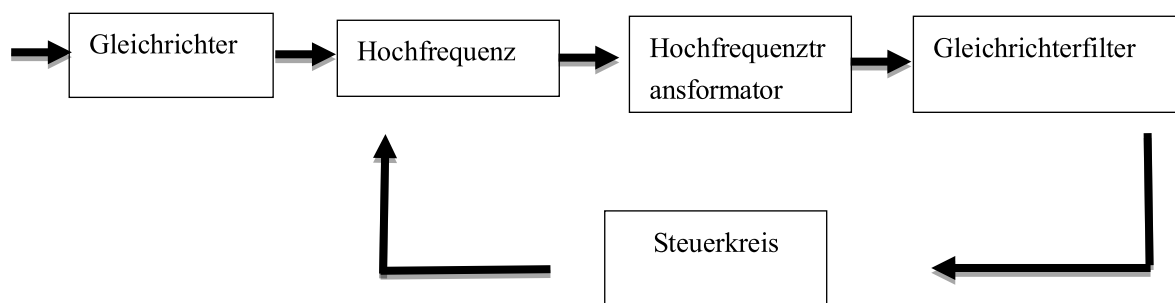 Gleichrichter
Hochfrequenz
Hochfrequenztr
ansformator
Gleichrichterfilter
Steuerkreis